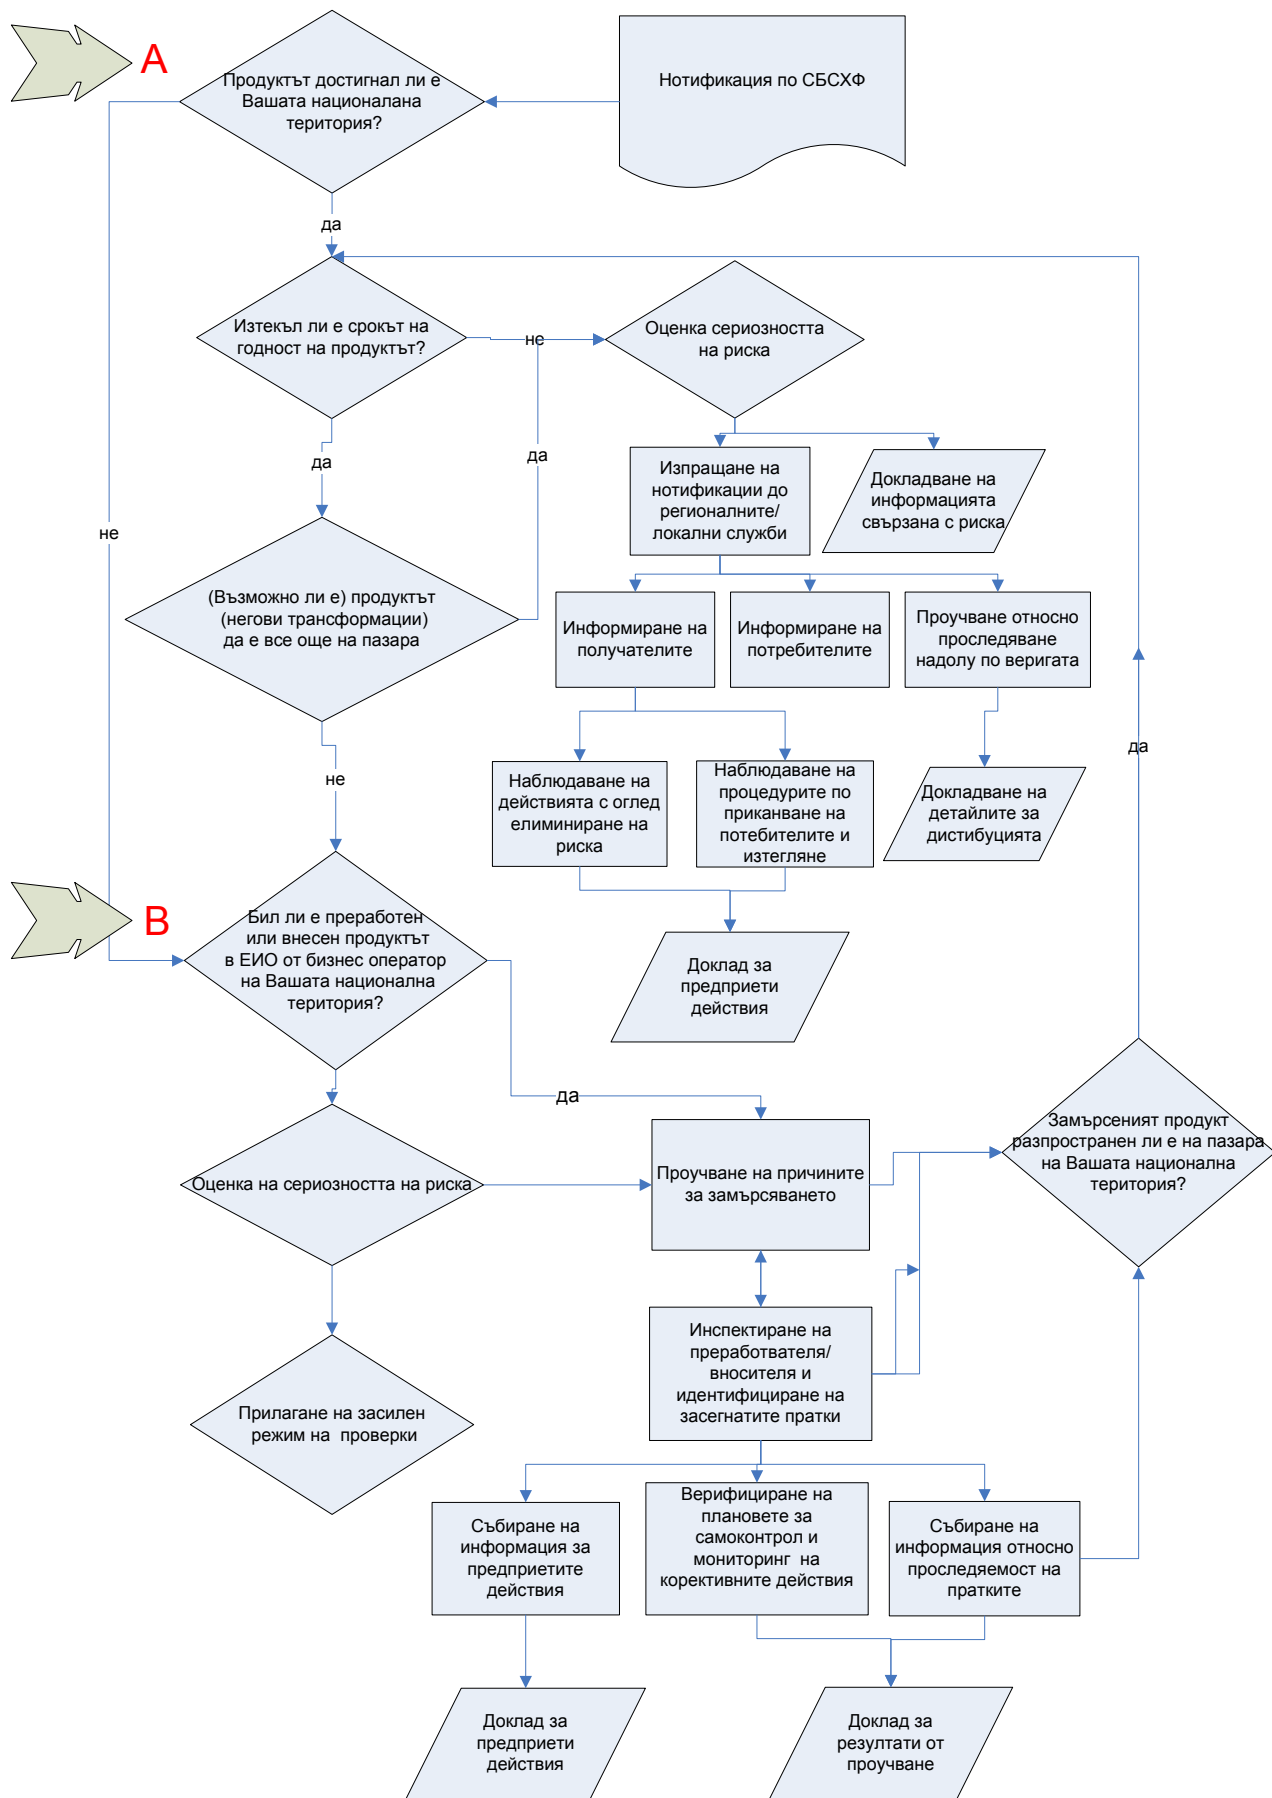 A
Продуктът достигнал ли е
Вашата националана
територия?
Нотификация по СБСХФ
да
Изтекъл ли е срокът на
годност на продуктът?
не
Оценка сериозността
на риска
да
да
Изпращане на
нотификации до
регионалните/
локални служби
Докладване на
информацията
свързана с риска
не
(Възможно ли е) продуктът
(негови трансформации)
да е все още на пазара
Информиране на
получателите
Информиране на
потребителите
Проучване относно
проследяване
надолу по веригата
да
не
Наблюдаване на
действията с оглед
елиминиране на
риска
Наблюдаване на
процедурите по
приканване на
потебителите и
изтегляне
Докладване на
детайлите за
дистибуцията
B
Бил ли е преработен
или внесен продуктът
в ЕИО от бизнес оператор
на Вашата национална
територия?
Доклад за
предприети
действия
да
Замърсеният продукт
разпространен ли е на пазара
на Вашата национална
територия?
Оценка на сериозността на риска
Проучване на причините
за замърсяването
Инспектиране на
преработвателя/
вносителя и
идентифициране на
засегнатите пратки
Прилагане на засилен
режим на проверки
Събиране на
информация за
предприетите
действия
Верифициране на
плановете за
самоконтрол и
мониторинг на
корективните действия
Събиране на
информация относно
проследяемост на
пратките
Доклад за
предприети
действия
Доклад за
резултати от
проучване